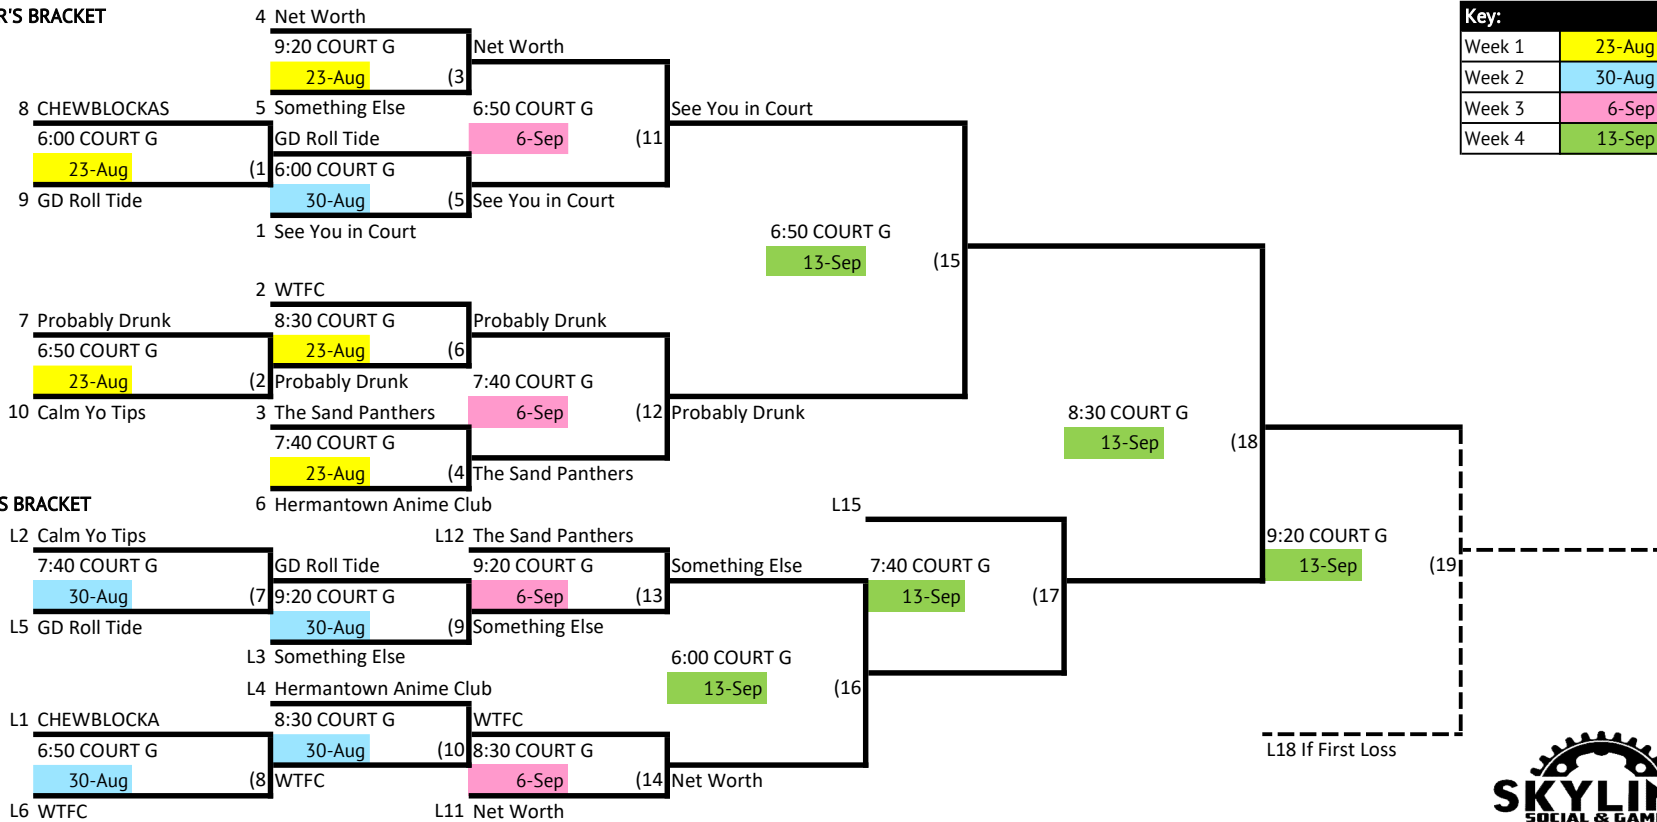 R'S BRACKET
4 Net Worth
Key:
9:20 COURT G
Net Worth
Week 1 23-Aug
23-Aug (3
Week 2 30-Aug
8 CHEWBLOCKAS
5 Something Else
6:50 COURT G
See You in Court
Week 3 6-Sep
6:00 COURT G
GD Roll Tide
6-Sep (11
Week 4 13-Sep
23-Aug (1
6:00 COURT G
9 GD Roll Tide
30-Aug (5
See You in Court
1 See You in Court
6:50 COURT G
13-Sep (15
2 WTFC
7 Probably Drunk
8:30 COURT G
Probably Drunk
6:50 COURT G
23-Aug (6
23-Aug (2
Probably Drunk
7:40 COURT G
10 Calm Yo Tips
3 The Sand Panthers
6-Sep (12
Probably Drunk
8:30 COURT G
7:40 COURT G
13-Sep (18
23-Aug (4
The Sand Panthers
S BRACKET
6 Hermantown Anime Club
L15
L2 Calm Yo Tips
L12 The Sand Panthers
9:20 COURT G
7:40 COURT G
GD Roll Tide
9:20 COURT G
Something Else
7:40 COURT G
13-Sep (19
30-Aug (7
9:20 COURT G
6-Sep (13
13-Sep (17
L5 GD Roll Tide
30-Aug (9
Something Else
L3 Something Else
6:00 COURT G
L4 Hermantown Anime Club
13-Sep (16
L1 CHEWBLOCKA
8:30 COURT G
WTFC
6:50 COURT G
30-Aug (10
8:30 COURT G
L18 If First Loss
30-Aug (8
WTFC
6-Sep (14
Net Worth
L6 WTFC
L11 Net Worth
SKYLIN
SOCIAL & GAM